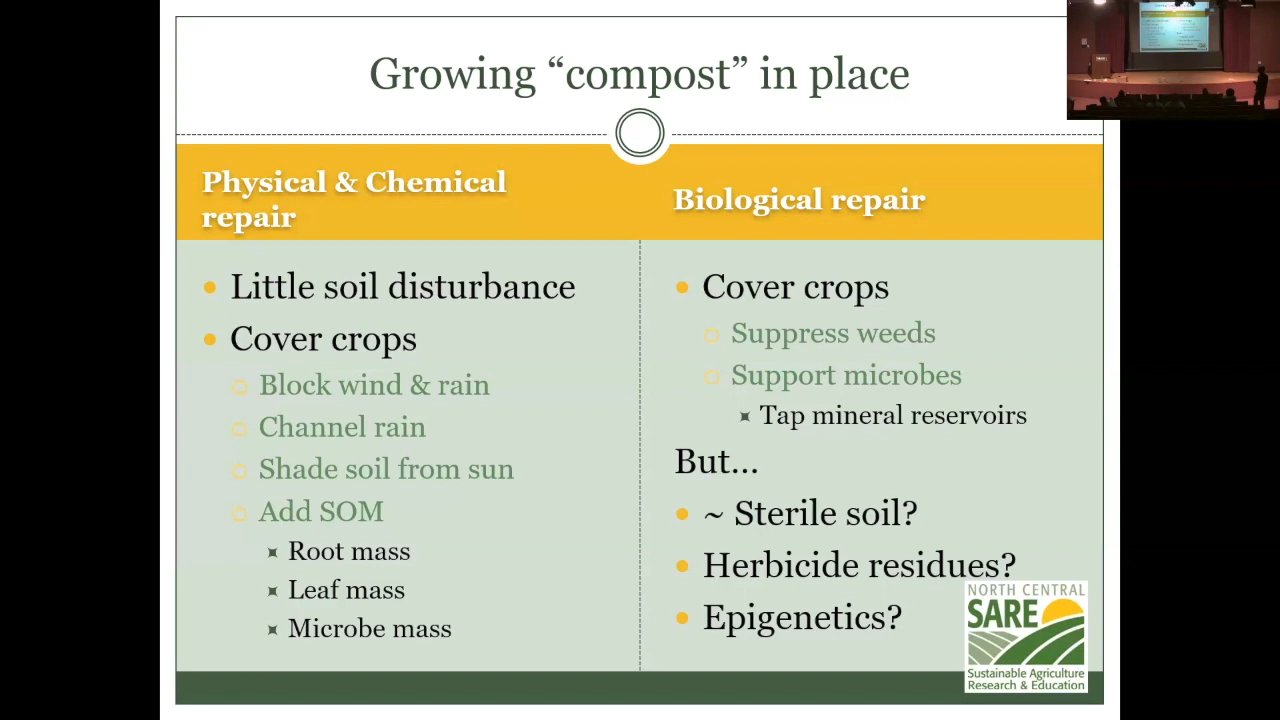 Growing “compost” in place
Physical & Chemical
repair
Little soil disturbance
Cover crops
Block wind & rain
Channel rain
Shade soil from sun
Add SOM
Root mass
Leaf mass
Microbe mass
Biological repair
Cover crops
Suppress weeds
Support microbes
Tap mineral reservoirs
But…
~ Sterile soil?
Herbicide residues?
Epigenetics?
NORTH CENTRAL
SARE
Sustainable Agriculture
Research & Education